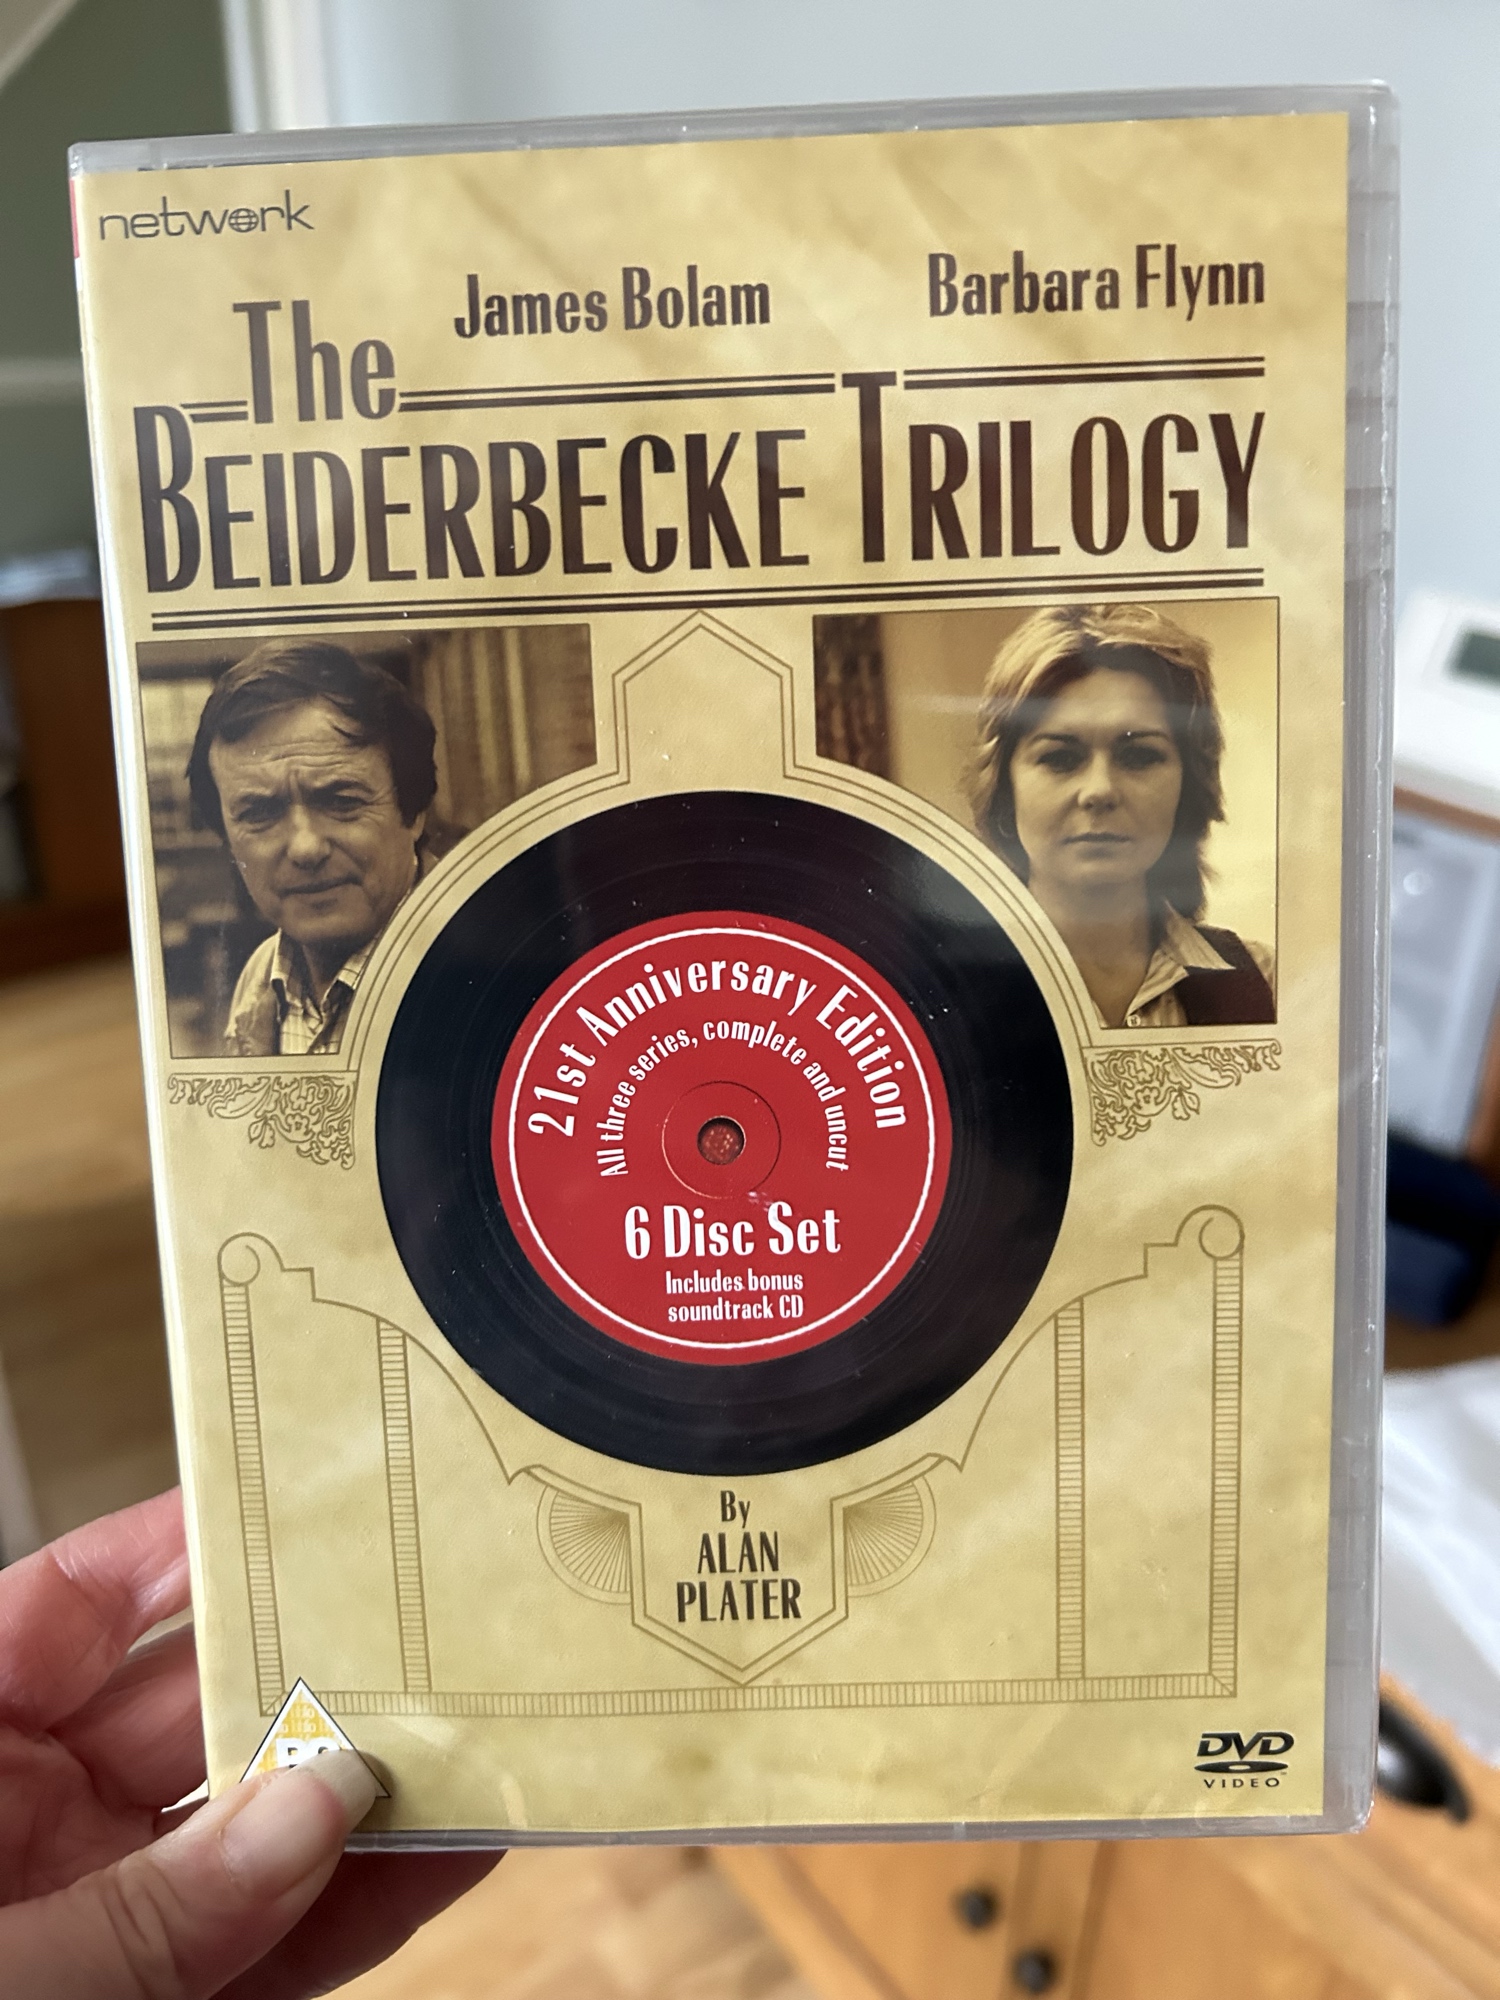 network
James Bolam
Barbara Flynn
The
BEIDERBECKE TRILOGY
21st Anniversary Edition
All three series, complete and uncut
6 Disc Set
Includes bonus
soundtrack CD
By
ALAN
PLATER
DVD
VIDEO